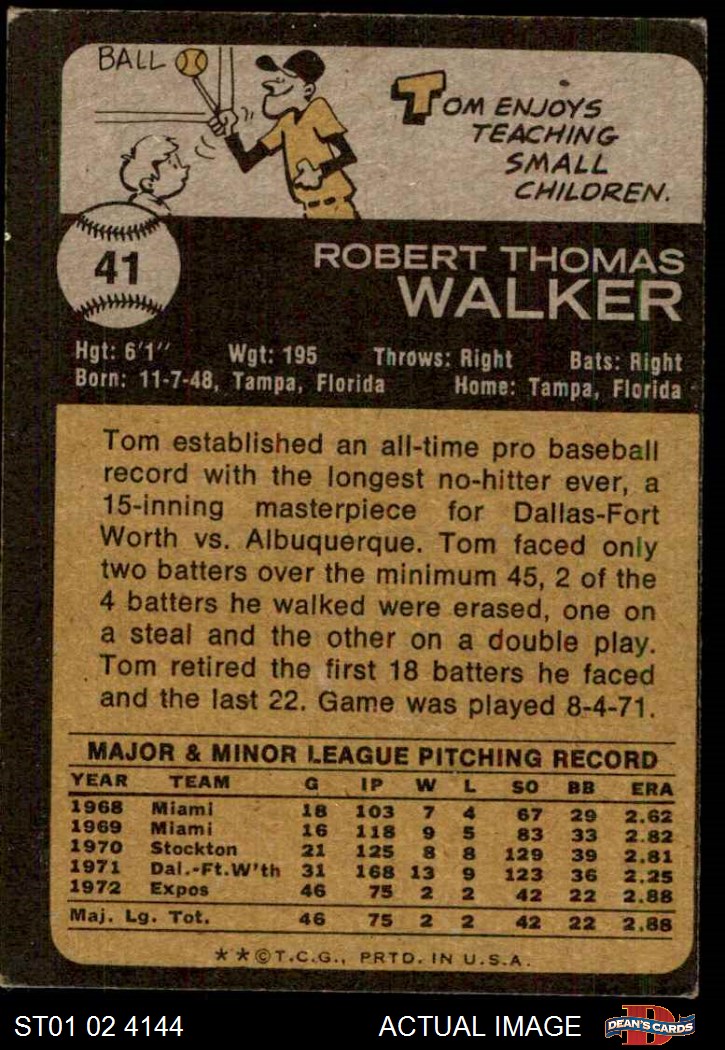 BALL
TOM ENJOYS
TEACHING
SMALL
CHILDREN.
41
ROBERT THOMAS
WALKER
Hgt: 6'1" Wgt: 195 Throws: Right Bats: Right
Born: 11-7-48, Tampa, Florida Home: Tampa, Florida
Tom established an all-time pro baseball
record with the longest no-hitter ever, a
15-inning masterpiece for Dallas-Fort
Worth vs. Albuquerque. Tom faced only
two batters over the minimum 45, 2 of the
4 batters he walked were erased, one on
a steal and the other on a double play.
Tom retired the first 18 batters he faced
and the last 22. Game was played 8-4-71.
MAJOR & MINOR LEAGUE PITCHING RECORD
YEAR TEAM G IP W L SO BB ERA
1968 Miami 18 103 7 4 67 29 2.62
1969 Miami 16 118 9 5 83 33 2.82
1970 Stockton 21 125 8 8 129 39 2.81
1971 Dal.-Ft.W'th 31 168 13 9 123 36 2.25
1972 Expos 46 75 2 2 42 22 2.88
Maj. Lg. Tot. 46 75 2 2 42 22 2.88
**©T.C.G., PRTD. IN U.S.A.
ST01 02 4144 ACTUAL IMAGE D DEAN'S CARDS